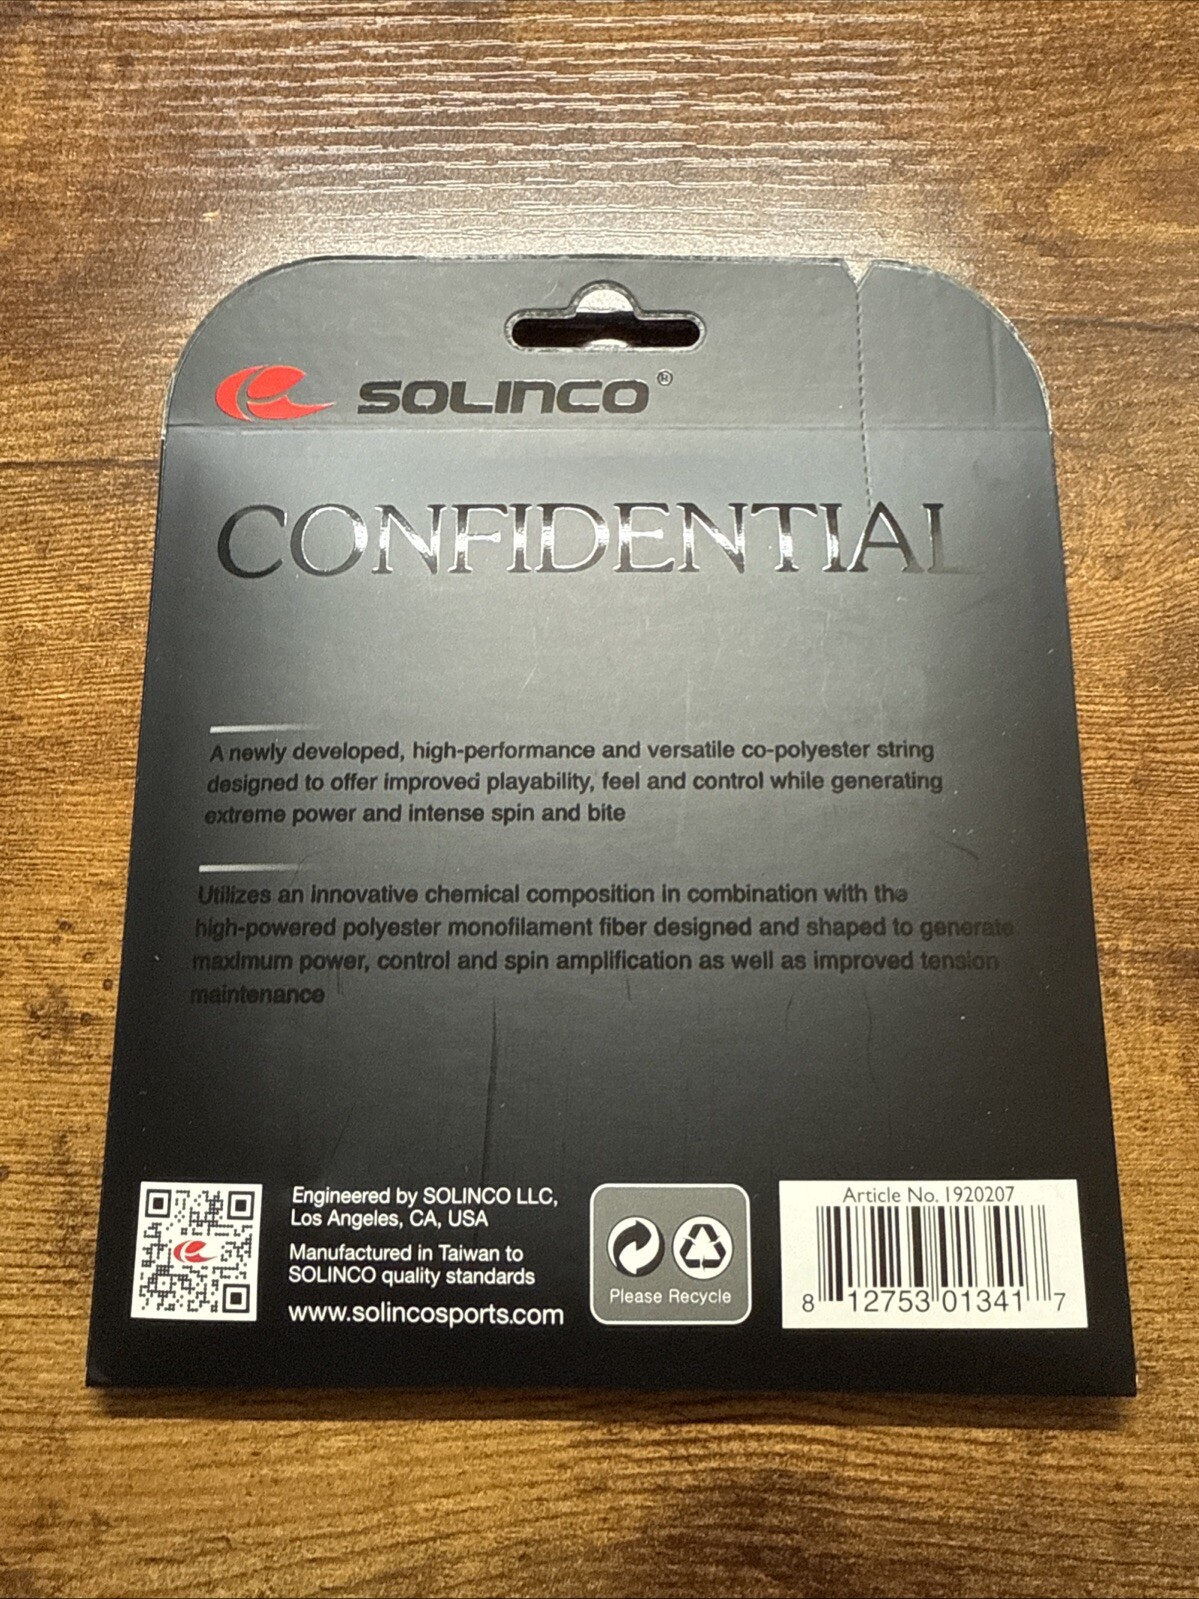 SOLINCO®
CONFIDENTIAL
A newly developed, high-performance and versatile co-polyester string
designed to offer improved playability, feel and control while generating
extreme power and intense spin and bite
Utilizes an innovative chemical composition in combination with the
high-powered polyester monofilament fiber designed and shaped to generate
maximum power, control and spin amplification as well as improved tension
maintenance
Engineered by SOLINCO LLC,
Los Angeles, CA, USA
Manufactured in Taiwan to
SOLINCO quality standards
www.solincosports.com
Please Recycle
Article No. 1920207
8 12753 01341 7